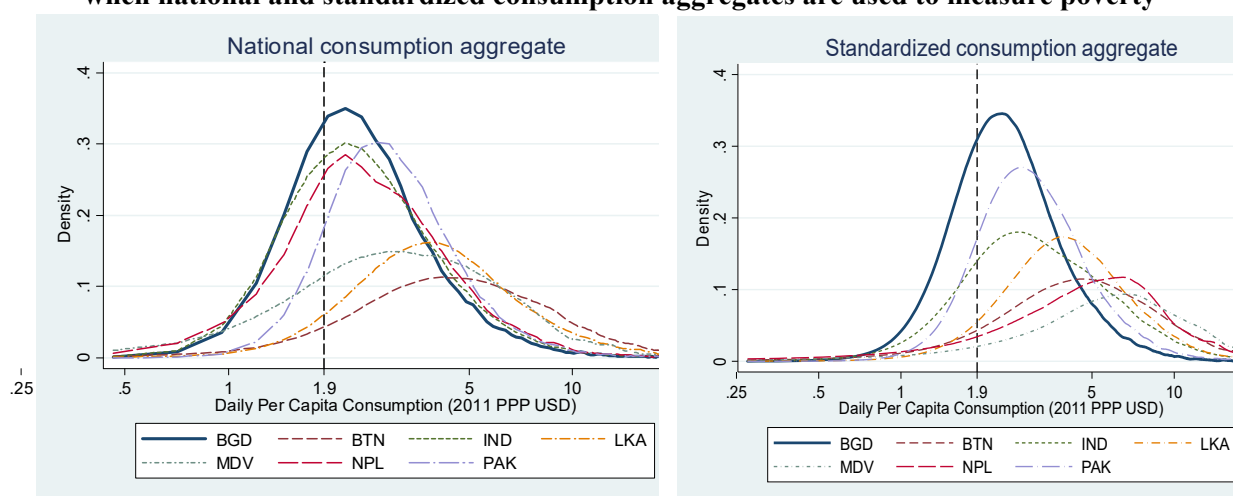 when national and standardized consumption aggregates are used to measure poverty
National consumption aggregate
Density
.4
.3
.2
.1
0
.25
.5
1
1.9
5
10
Daily Per Capita Consumption (2011 PPP USD)
BGD BTN IND LKA
MDV NPL PAK
Standardized consumption aggregate
Density
.4
.3
.2
.1
0
.25
.5
1
1.9
5
10
Daily Per Capita Consumption (2011 PPP USD)
BGD BTN IND LKA
MDV NPL PAK